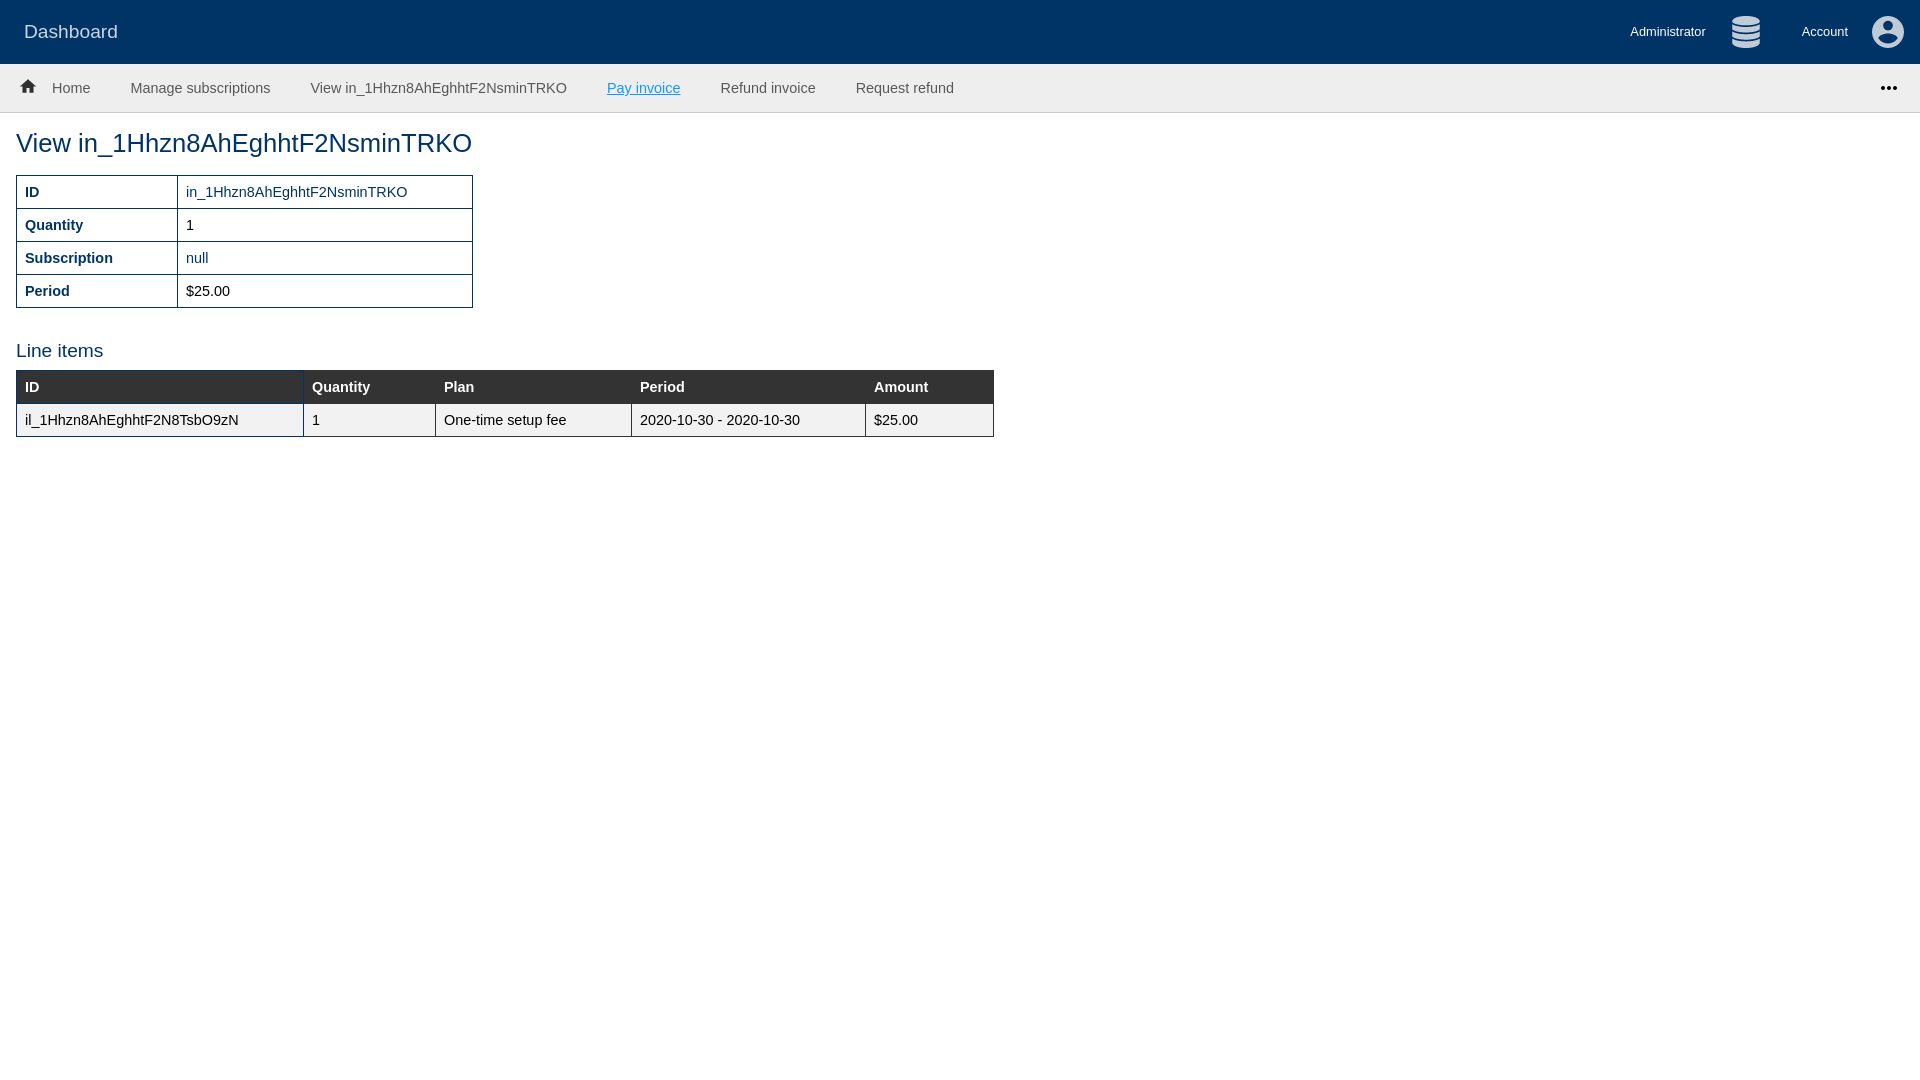 Dashboard
Administrator
Account
Home Manage subscriptions View in_1Hhzn8AhEghhtF2NsminTRKO Pay invoice Refund invoice Request refund
View in_1Hhzn8AhEghhtF2NsminTRKO
ID in_1Hhzn8AhEghhtF2NsminTRKO
Quantity 1
Subscription null
Period $25.00
Line items
ID Quantity Plan Period Amount
il_1Hhzn8AhEghhtF2N8TsbO9zN 1 One-time setup fee 2020-10-30 - 2020-10-30 $25.00